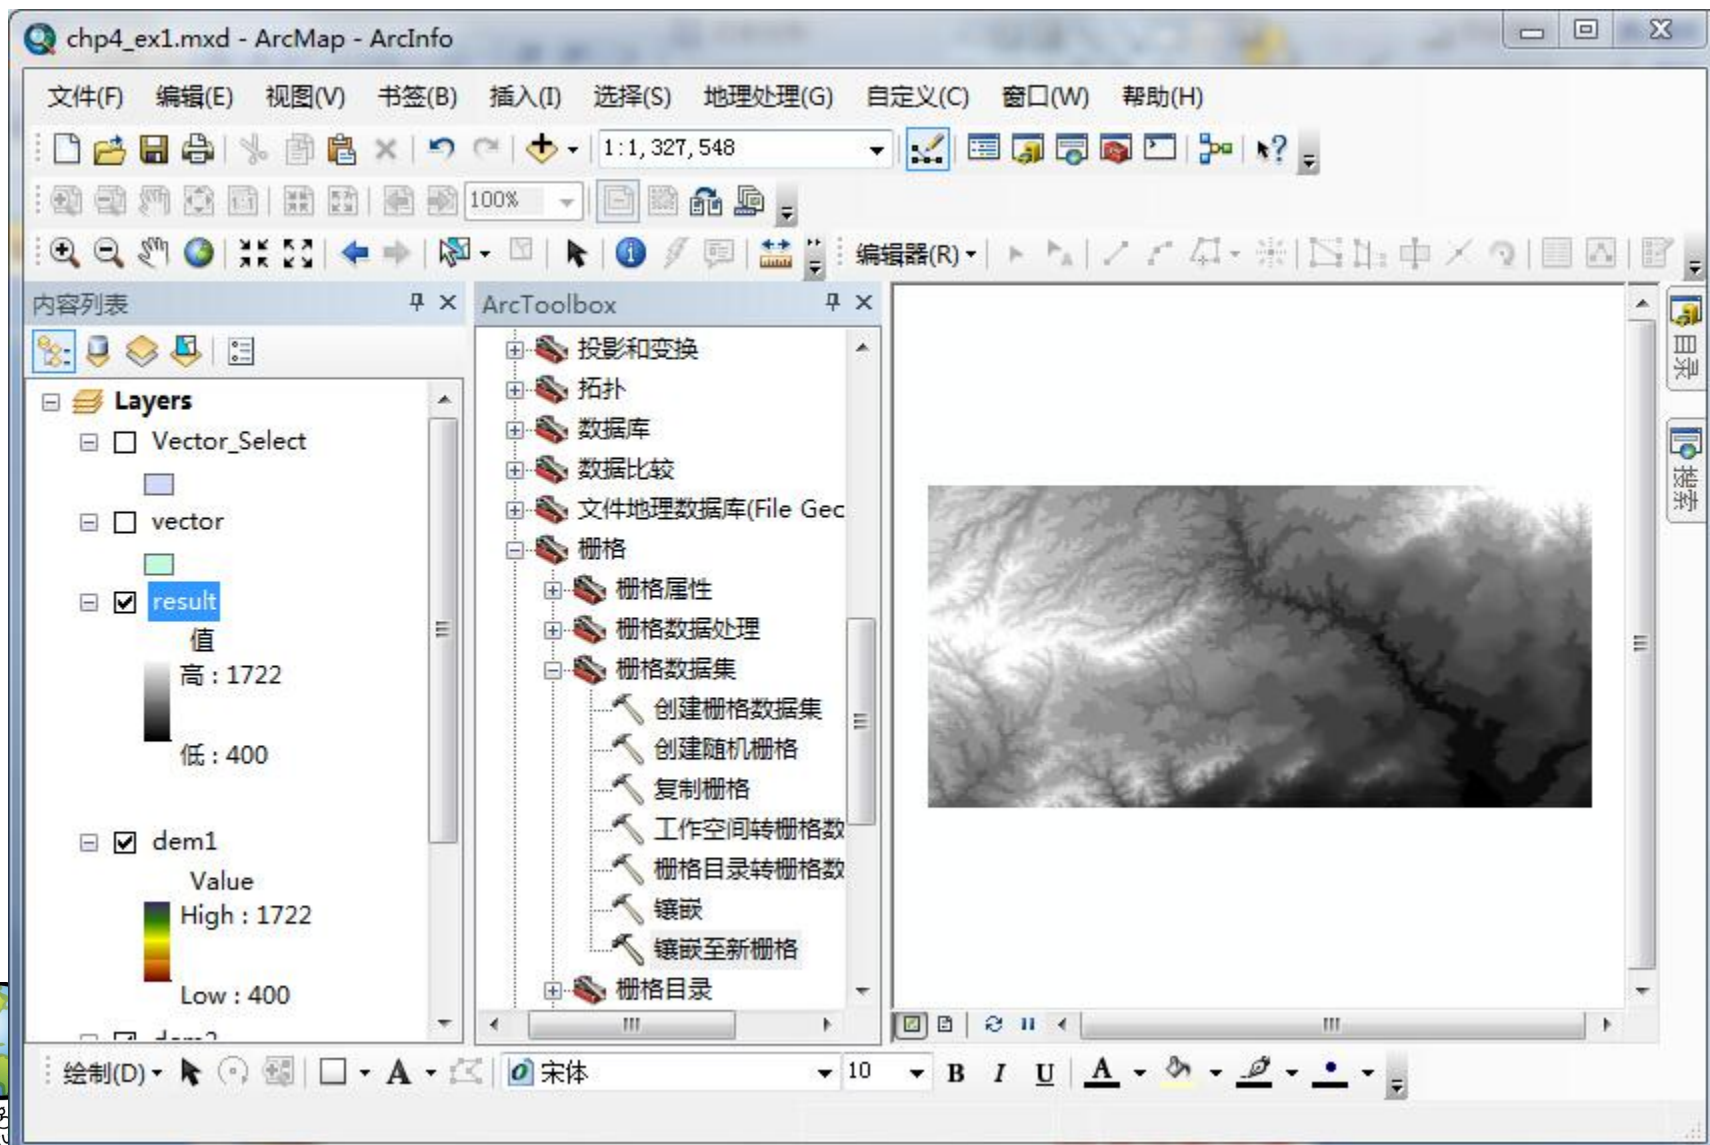 chp4_ex1.mxd - ArcMap - ArcInfo
文件(F) 编辑(E) 视图(V) 书签(B) 插入(I) 选择(S) 地理处理(G) 自定义(C) 窗口(W) 帮助(H)
1:1,327,548
100%
编辑器(R)
内容列表
Layers
Vector_Select
vector
result
值
高 : 1722
低 : 400
dem1
Value
High : 1722
Low : 400
ArcToolbox
投影和变换
拓扑
数据库
数据比较
文件地理数据库(File Gec
栅格
栅格属性
栅格数据处理
栅格数据集
创建栅格数据集
创建随机栅格
复制栅格
工作空间转栅格数
栅格目录转栅格数
镶嵌
镶嵌至新栅格
栅格目录
目录
搜索
绘制(D) A 宋体 10 B I U A